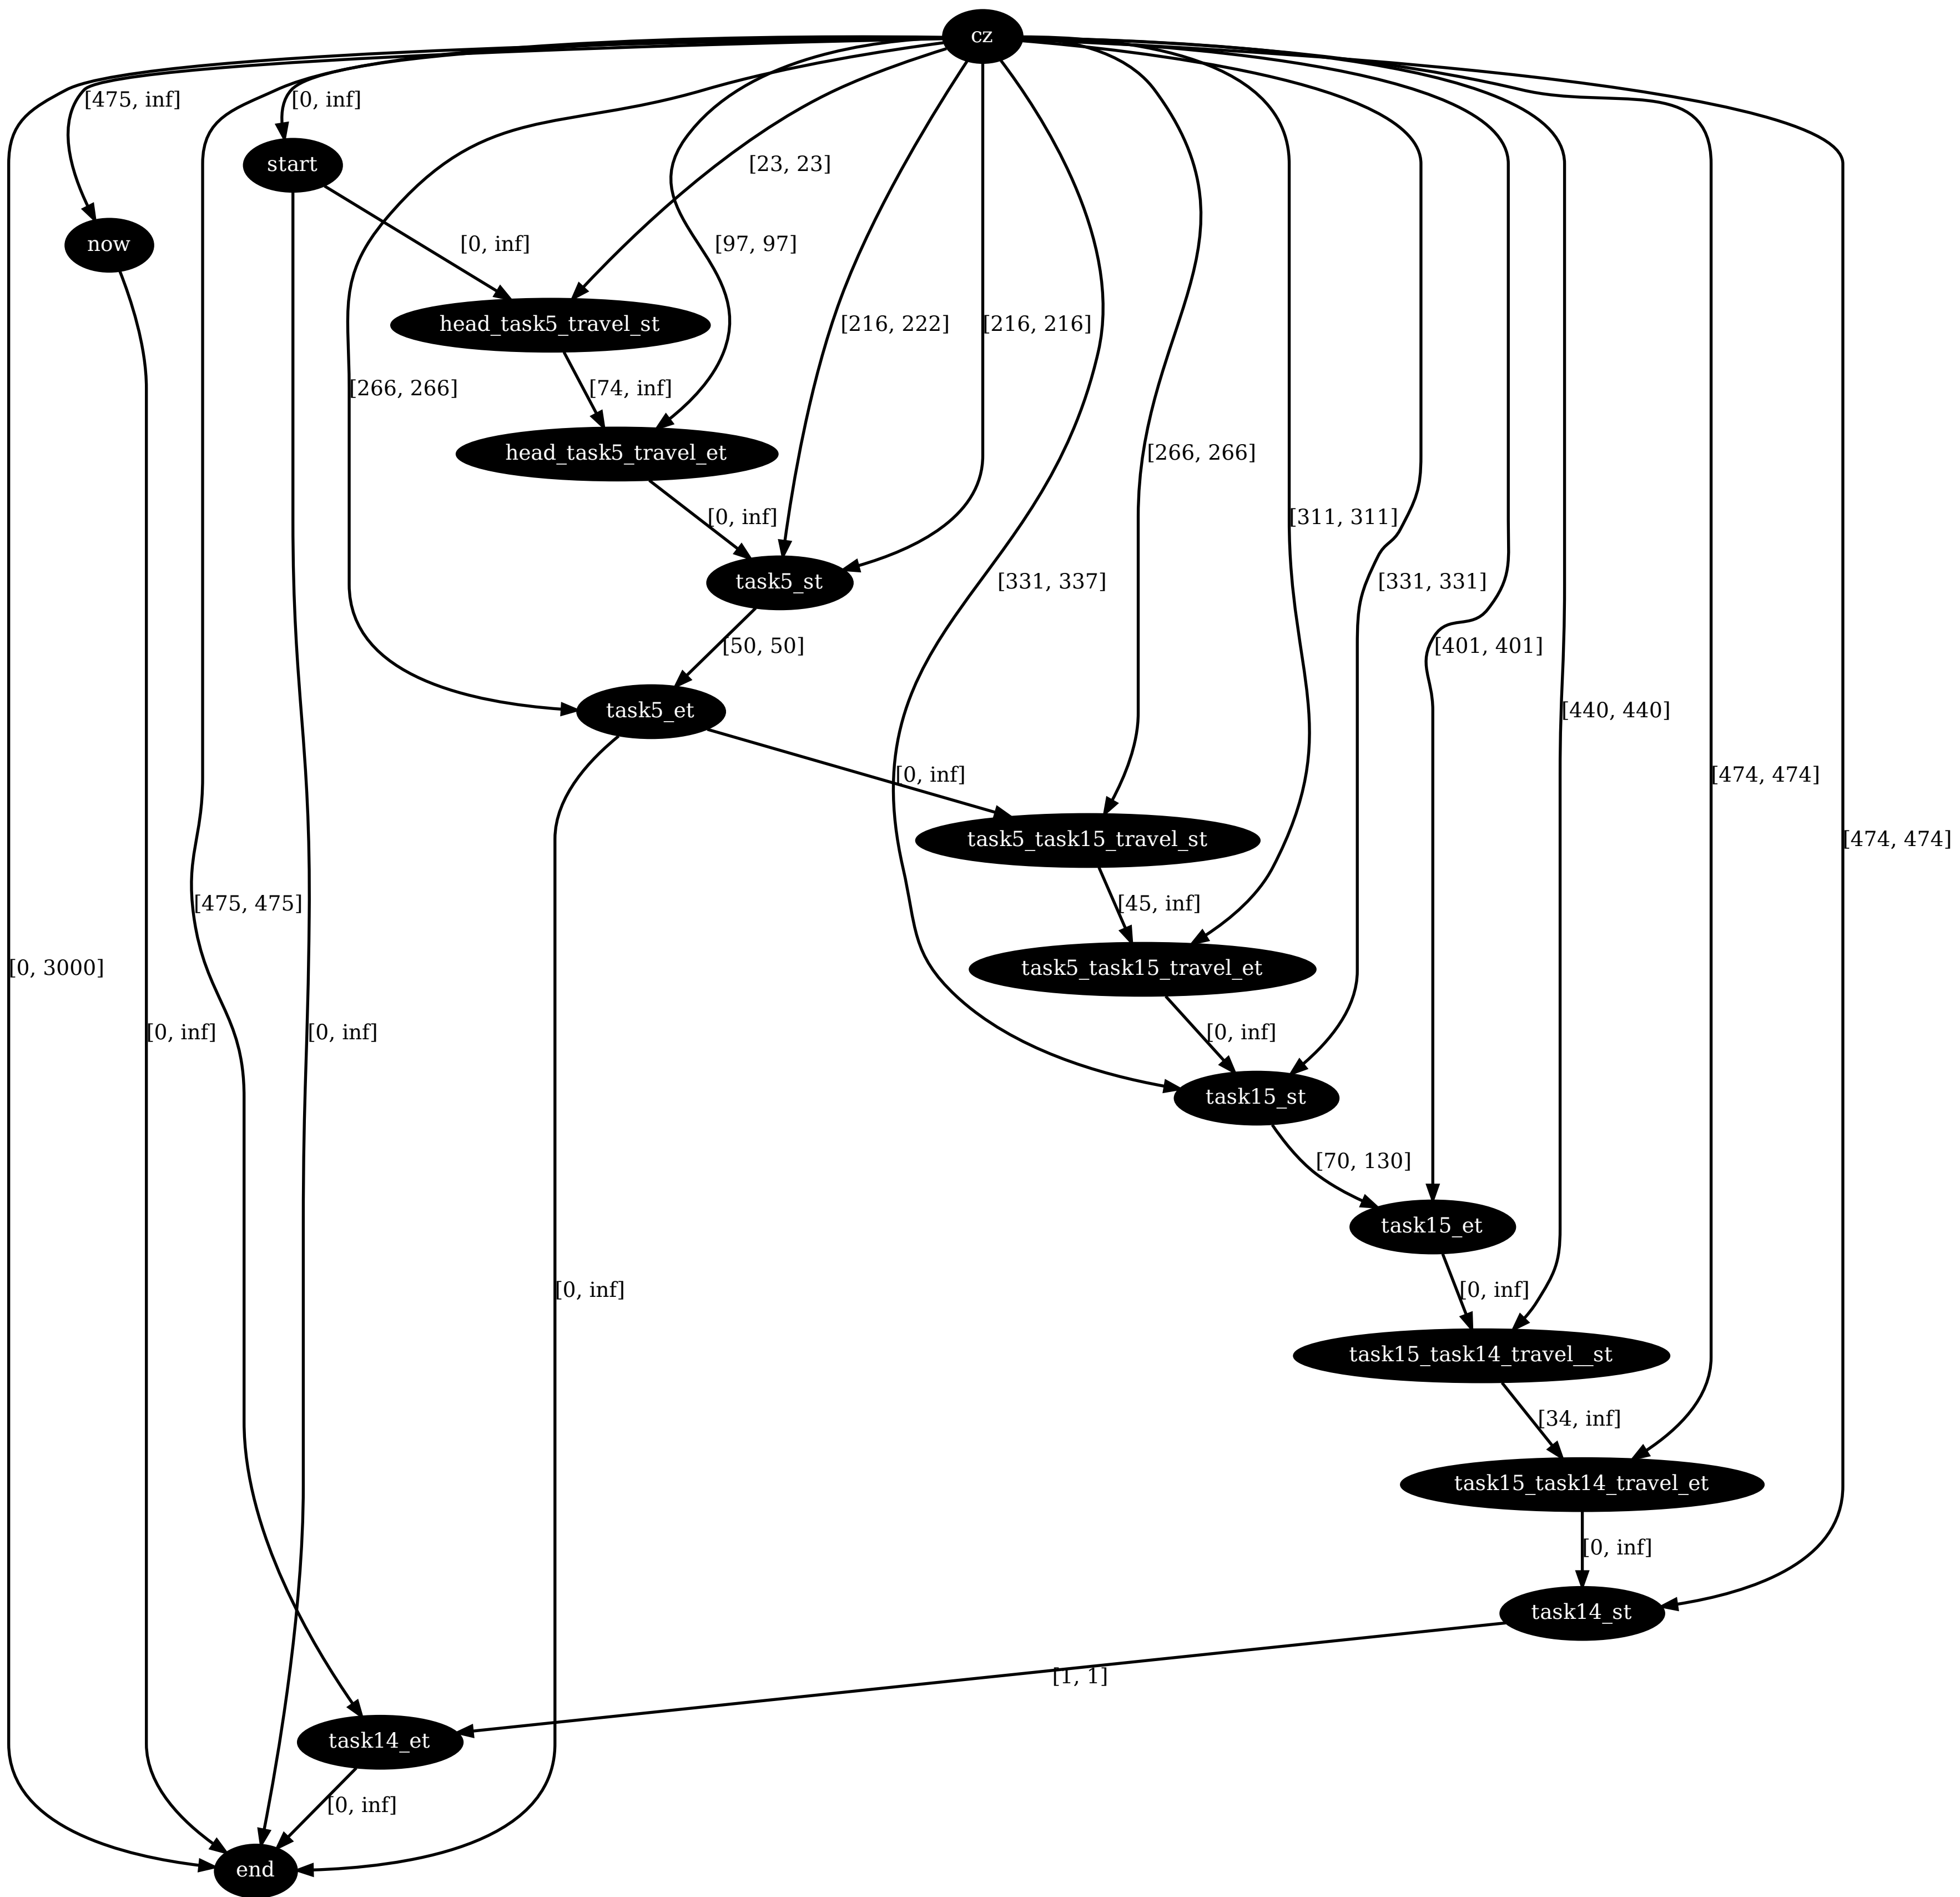 cz
[475, inf]
[0, inf]
start
[23, 23]
now
[0, inf]
[97, 97]
head_task5_travel_st
[216, 222]
[216, 216]
[266, 266]
[74, inf]
head_task5_travel_et
[266, 266]
[0, inf]
[311, 311]
task5_st
[331, 337]
[331, 331]
[50, 50]
[401, 401]
task5_et
[440, 440]
[0, inf]
[474, 474]
task5_task15_travel_st
[474, 474]
[475, 475]
[45, inf]
[0, 3000]
task5_task15_travel_et
[0, inf]
[0, inf]
[0, inf]
task15_st
[70, 130]
task15_et
[0, inf]
[0, inf]
task15_task14_travel__st
[34, inf]
task15_task14_travel_et
[0, inf]
task14_st
[1, 1]
task14_et
[0, inf]
end